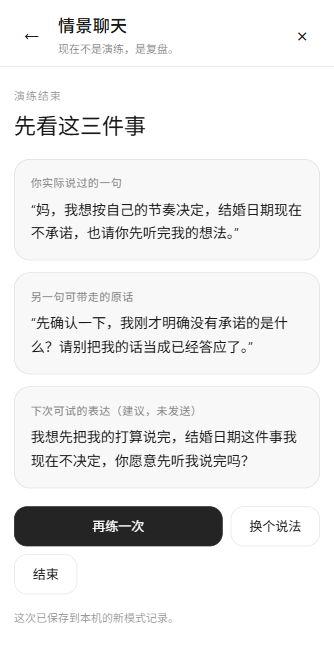 ←
情景聊天
现在不是演练，是复盘。
×
演练结束
先看这三件事
你实际说过的一句
“妈，我想按自己的节奏决定，结婚日期现在
不承诺，也请你先听完我的想法。”
另一句可带走的原话
“先确认一下，我刚才明确没有承诺的是什
么？请别把我的话当成已经答应了。”
下次可试的表达（建议，未发送）
我想先把我的打算说完，结婚日期这件事我
现在不决定，你愿意先听我说完吗？
再练一次
换个说法
结束
这次已保存到本机的新模式记录。